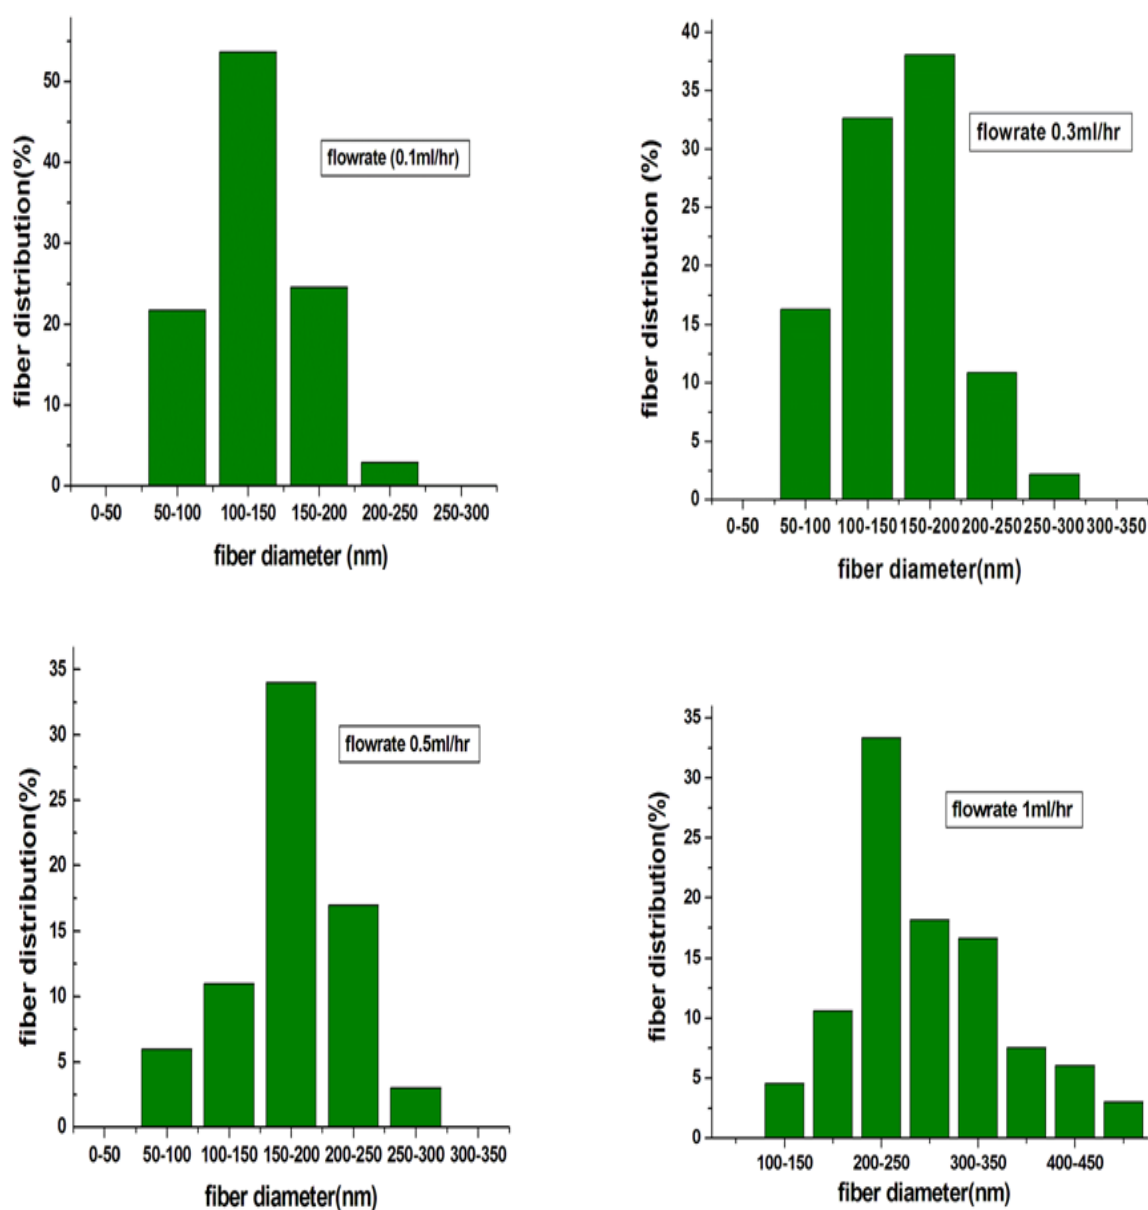 fiber distribution(%)
50
40
30
20
10
0
flowrate (0.1ml/hr)
0-50 50-100 100-150 150-200 200-250 250-300
fiber diameter (nm)
fiber distribution (%)
40
35
30
25
20
15
10
5
0
flowrate 0.3ml/hr
0-50 50-100 100-150 150-200 200-250 250-300 300-350
fiber diameter(nm)
fiber distribution(%)
35
30
25
20
15
10
5
0
flowrate 0.5ml/hr
0-50 50-100 100-150 150-200 200-250 250-300 300-350
fiber diameter(nm)
fiber distribution(%)
35
30
25
20
15
10
5
0
flowrate 1ml/hr
100-150 200-250 300-350 400-450
fiber diameter(nm)